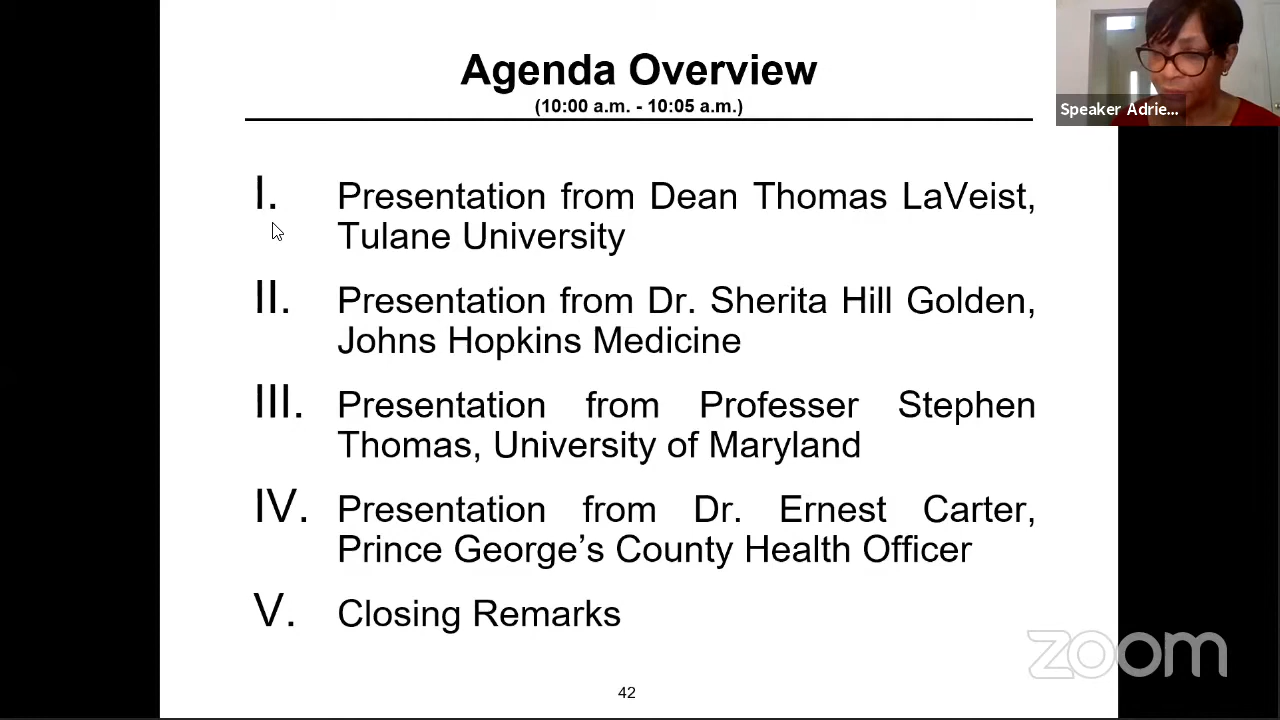 Agenda Overview
(10:00 a.m. - 10:05 a.m.)
I. Presentation from Dean Thomas LaVeist,
Tulane University
II. Presentation from Dr. Sherita Hill Golden,
Johns Hopkins Medicine
III. Presentation from Professer Stephen
Thomas, University of Maryland
IV. Presentation from Dr. Ernest Carter,
Prince George’s County Health Officer
V. Closing Remarks
42
Speaker Adrie...
zoom